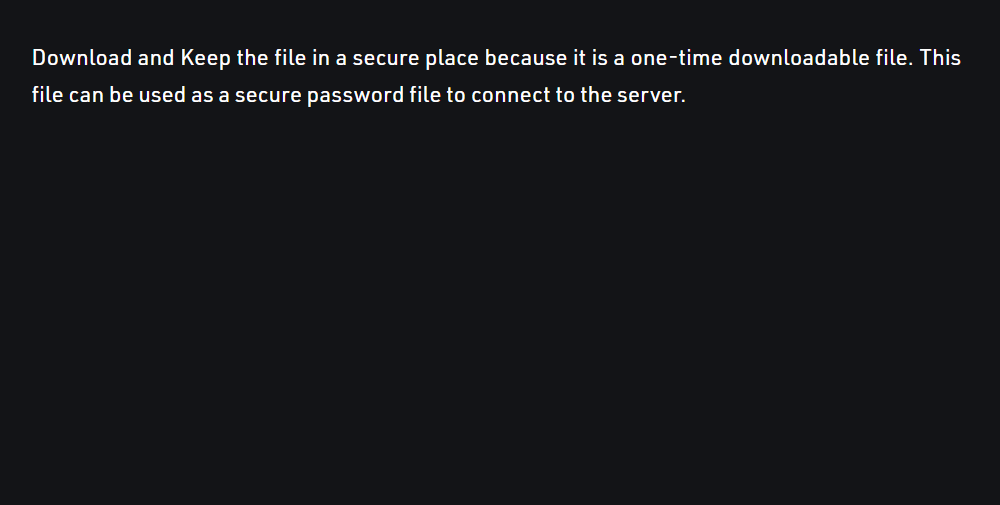 Download and Keep the file in a secure place because it is a one-time downloadable file. This
file can be used as a secure password file to connect to the server.